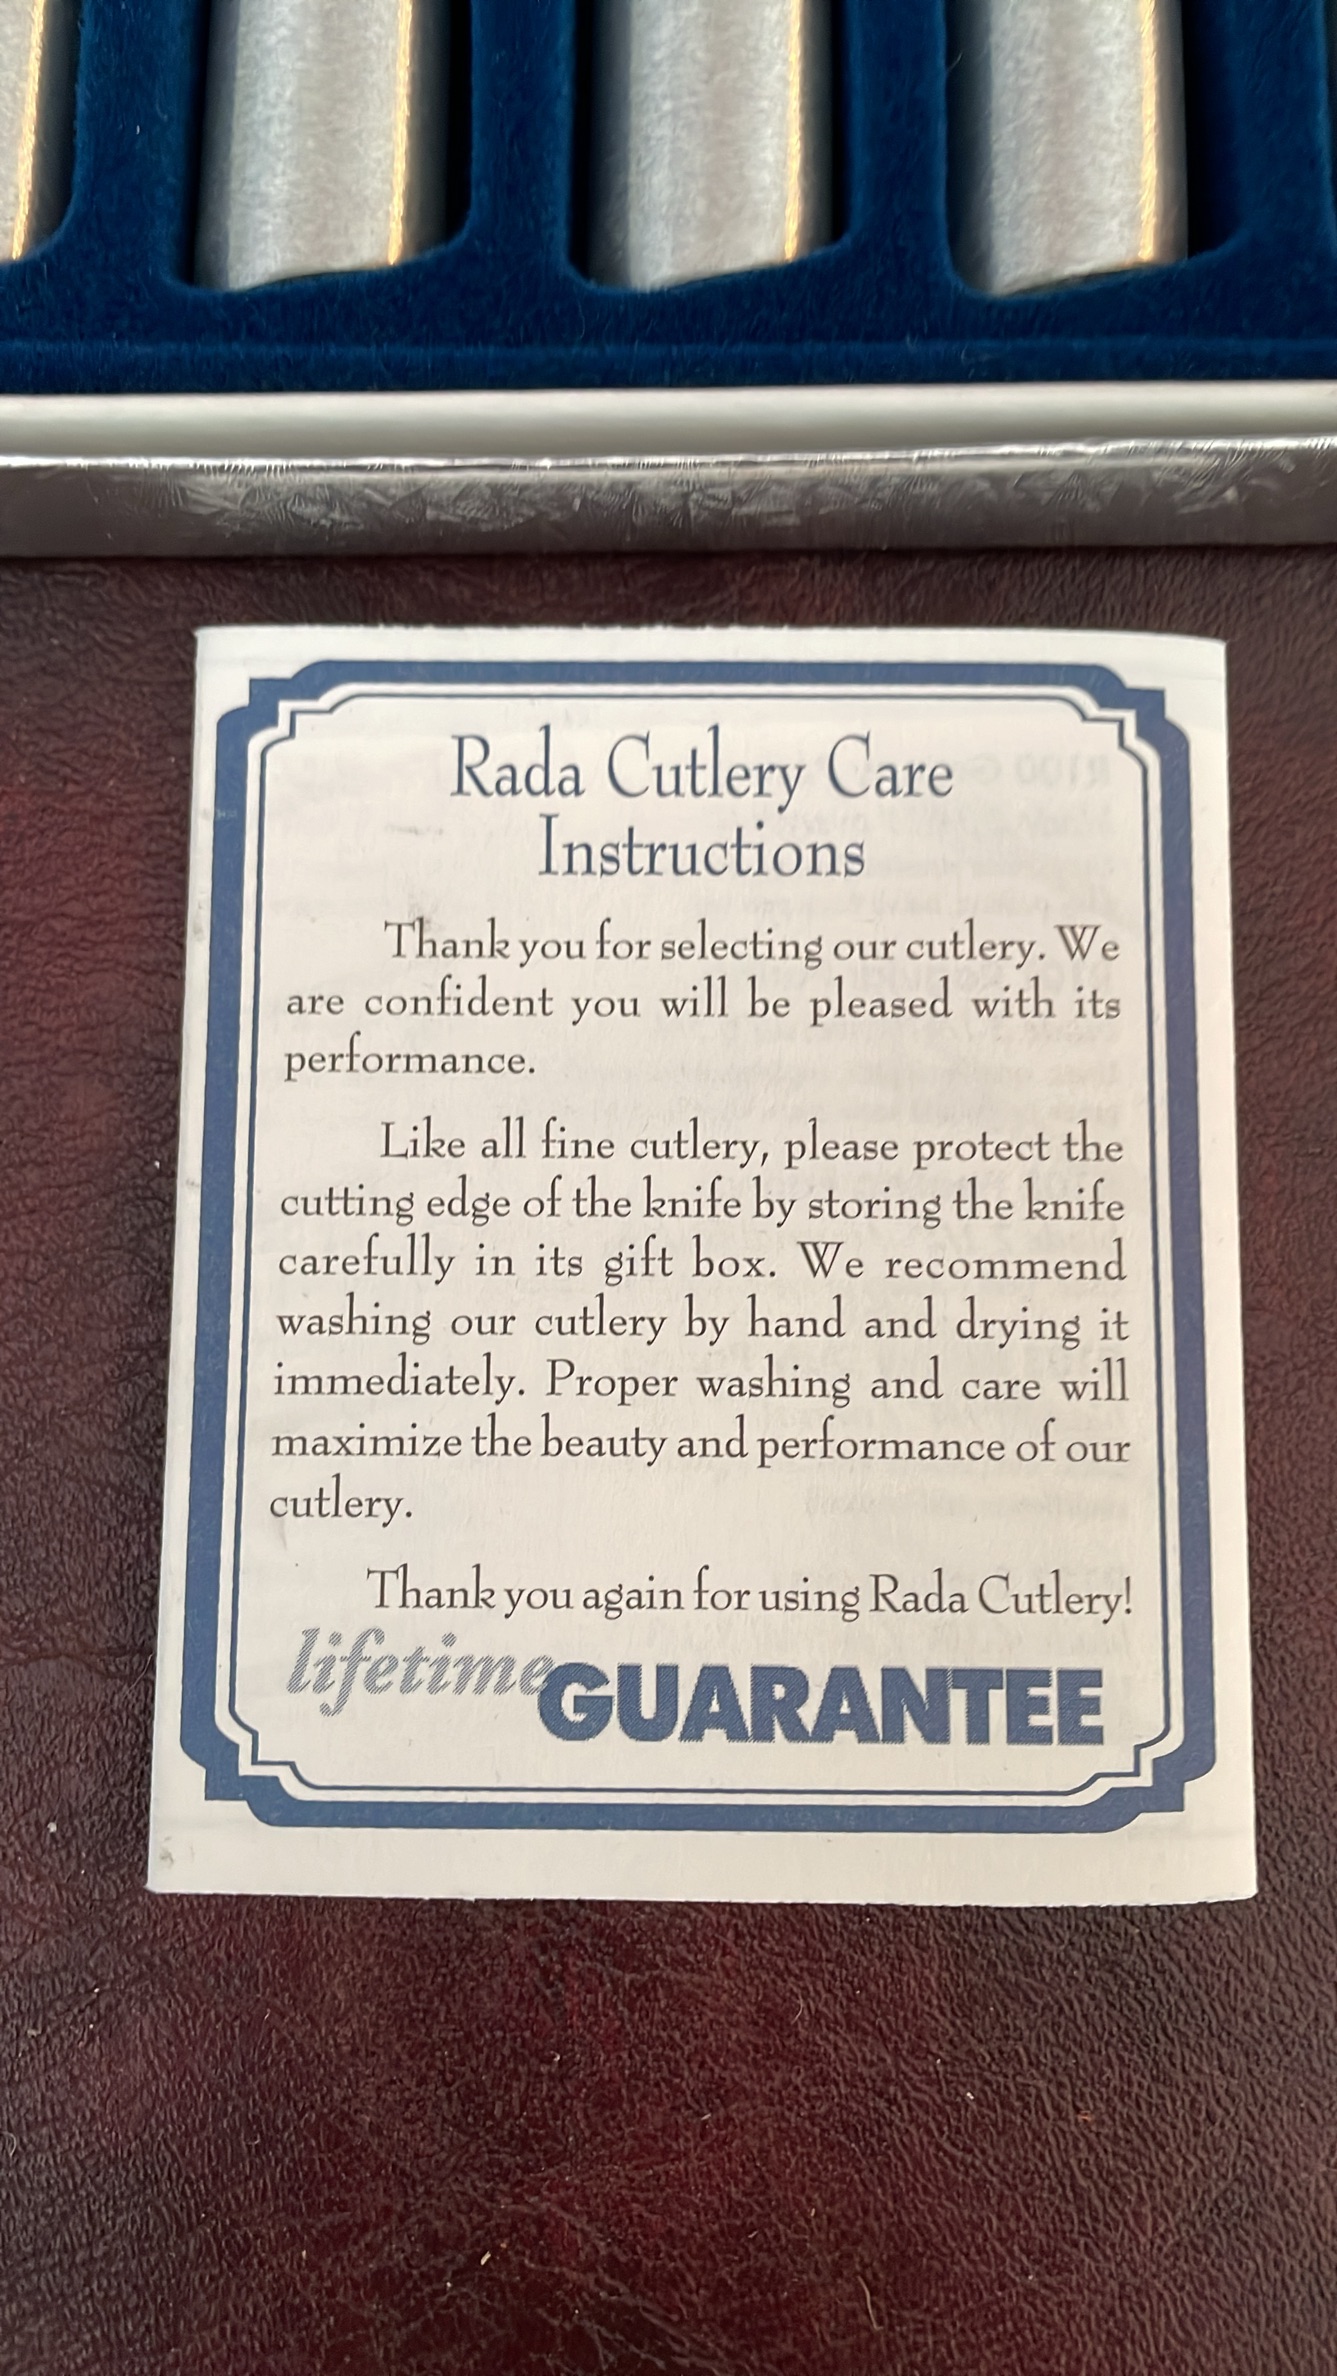 Rada Cutlery Care
Instructions
Thank you for selecting our cutlery. We
are confident you will be pleased with its
performance.
Like all fine cutlery, please protect the
cutting edge of the knife by storing the knife
carefully in its gift box. We recommend
washing our cutlery by hand and drying it
immediately. Proper washing and care will
maximize the beauty and performance of our
cutlery.
Thank you again for using Rada Cutlery!
lifetime GUARANTEE